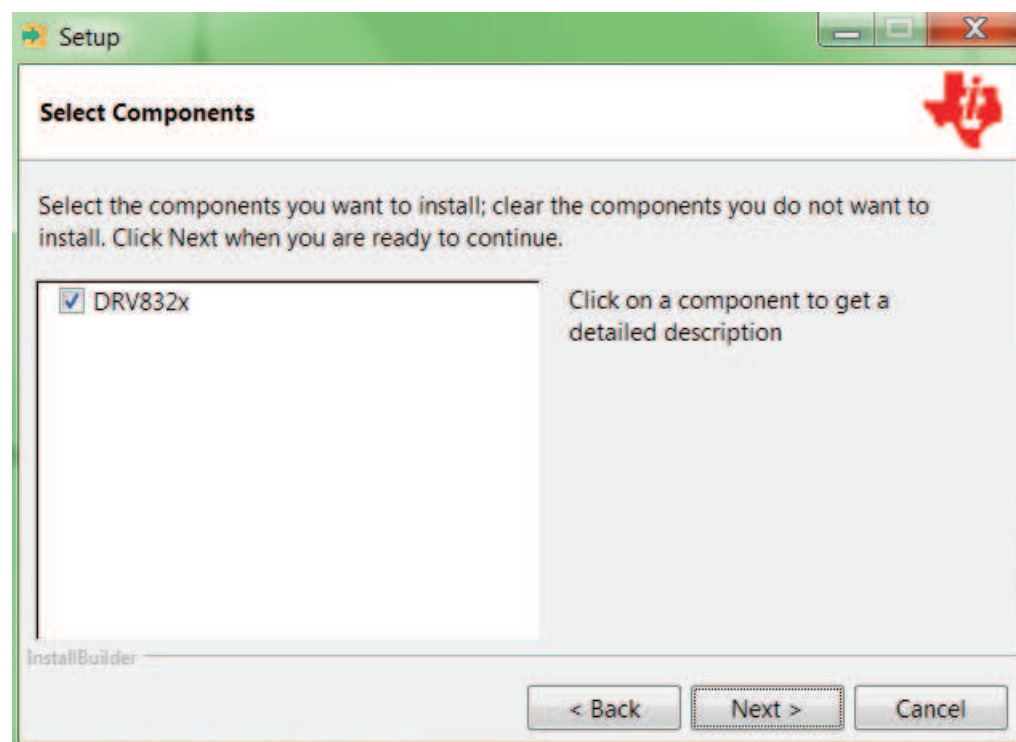 Setup
Select Components
Select the components you want to install; clear the components you do not want to
install. Click Next when you are ready to continue.
DRV832x
Click on a component to get a
detailed description
InstallBuilder
< Back
Next >
Cancel